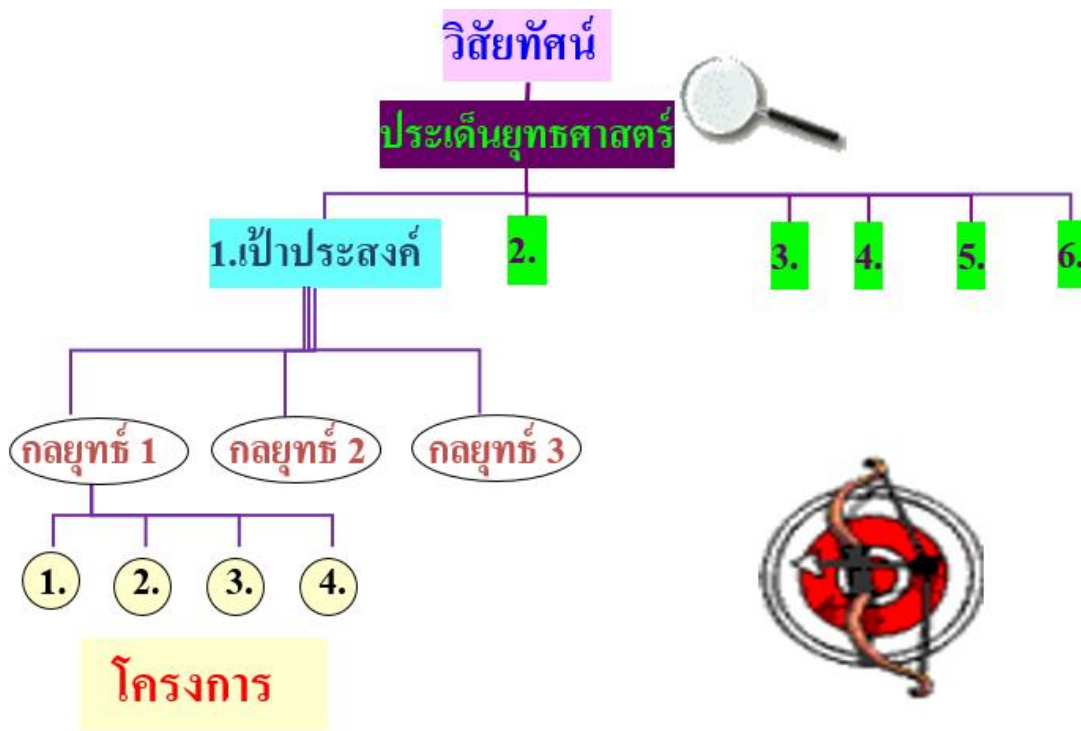 วิสัยทัศน์
ประเด็นยุทธศาสตร์
1.เป้าประสงค์
2.
3.
4.
5.
6.
กลยุทธ์ 1
กลยุทธ์ 2
กลยุทธ์ 3
1.
2.
3.
4.
โครงการ